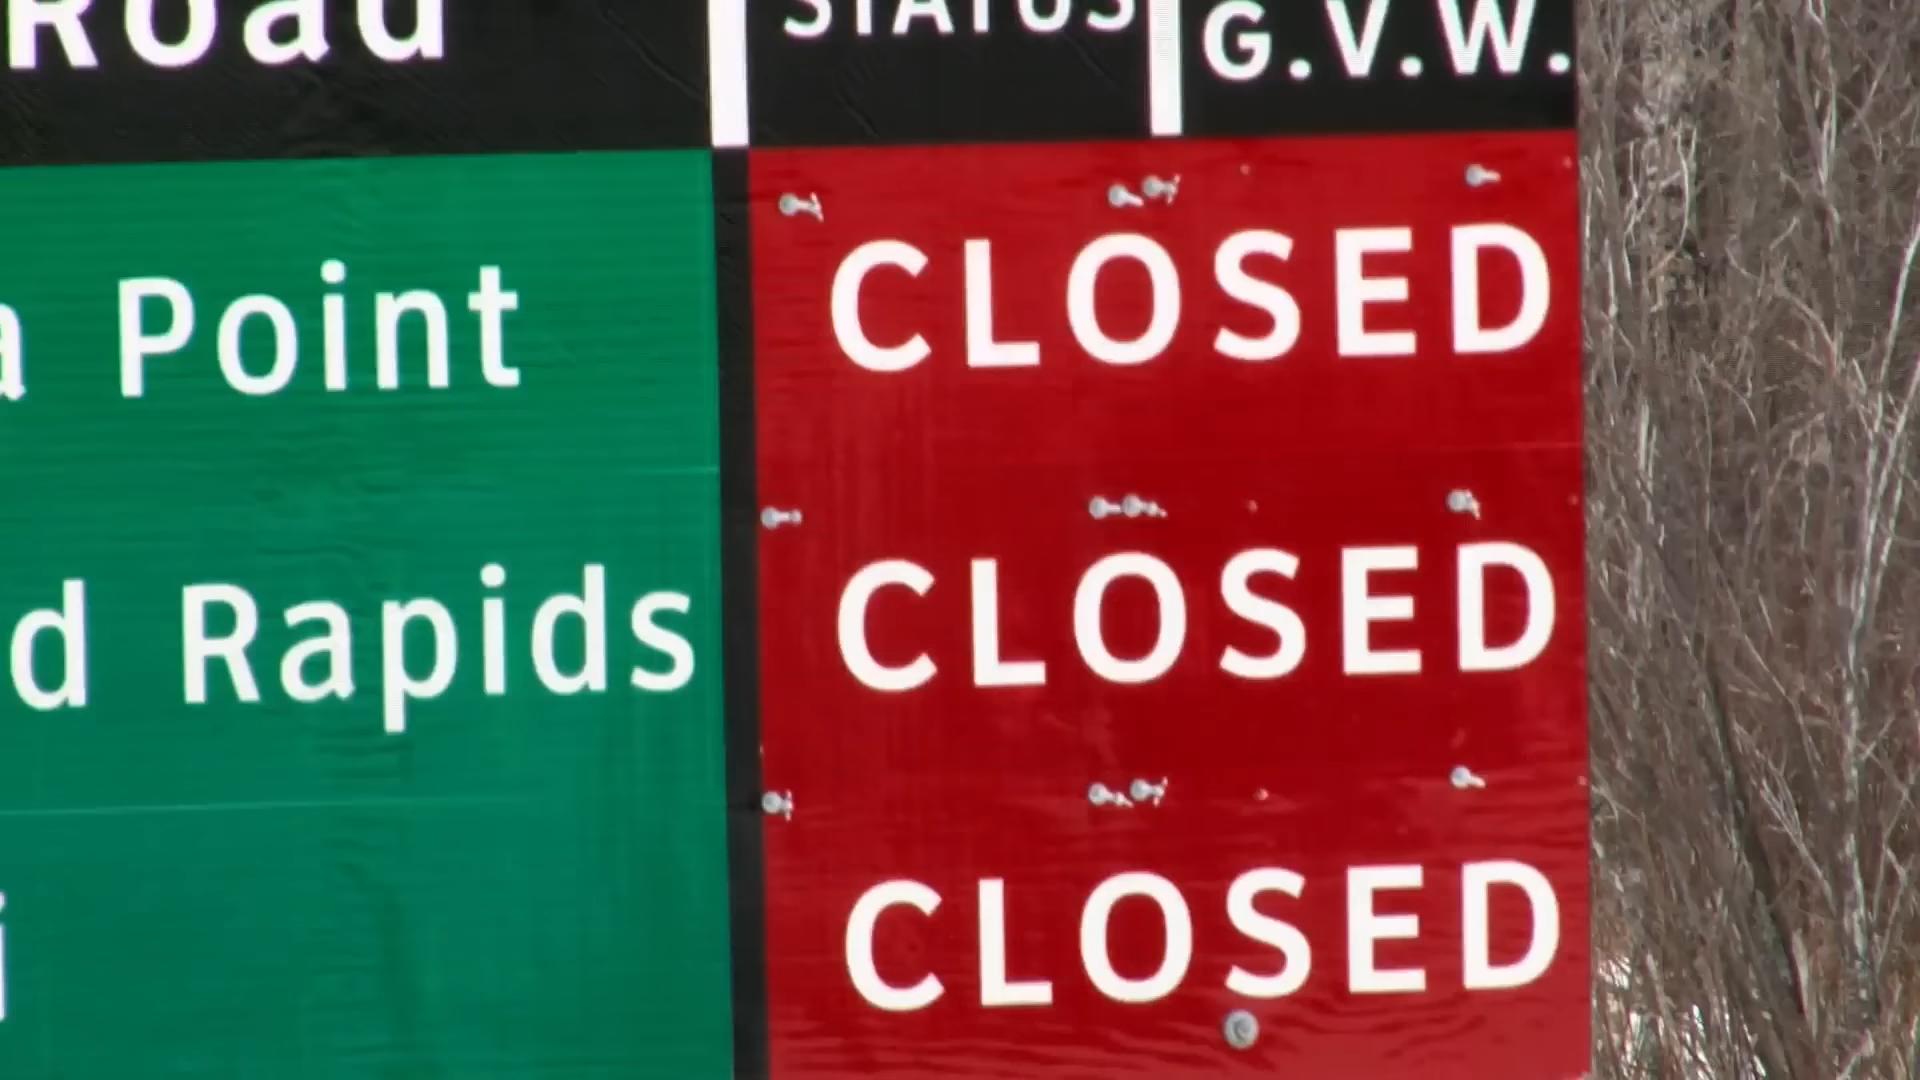 Road STATUS G.V.W.
a Point CLOSED
d Rapids CLOSED
i CLOSED